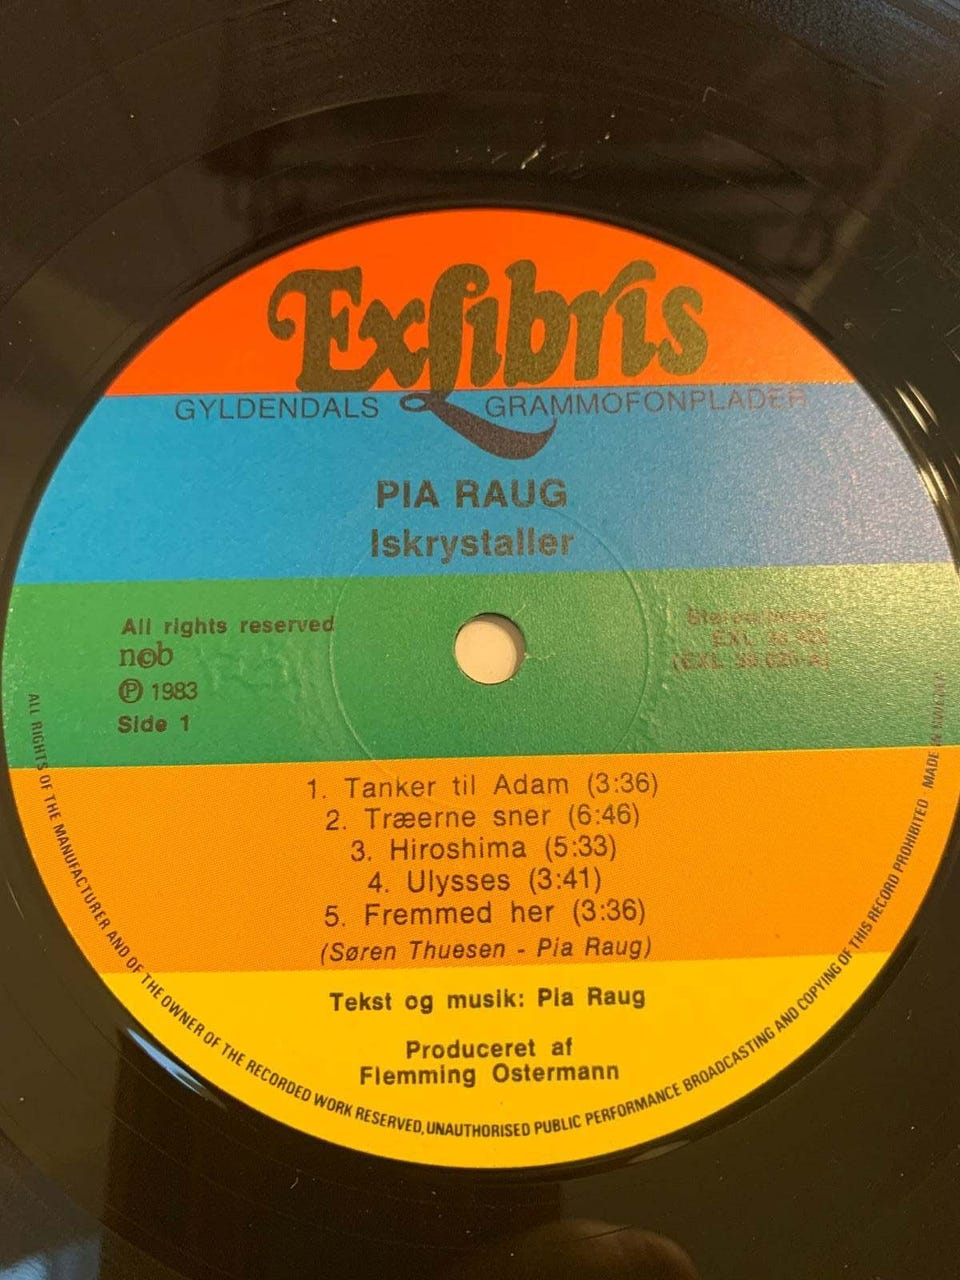 Exlibris
GYLDENDALS GRAMMOFONPLADER
PIA RAUG
Iskrystaller
All rights reserved
n©b
Ⓟ 1983
Side 1
1. Tanker til Adam (3:36)
2. Træerne sner (6:46)
3. Hiroshima (5:33)
4. Ulysses (3:41)
5. Fremmed her (3:36)
(Søren Thuesen - Pia Raug)
Tekst og musik: Pia Raug
Produceret af
Flemming Ostermann
ALL RIGHTS OF THE MANUFACTURER AND OF THE OWNER OF THE RECORDED WORK RESERVED, UNAUTHORISED PUBLIC PERFORMANCE BROADCASTING AND COPYING OF THIS RECORD PROHIBITED - MADE IN